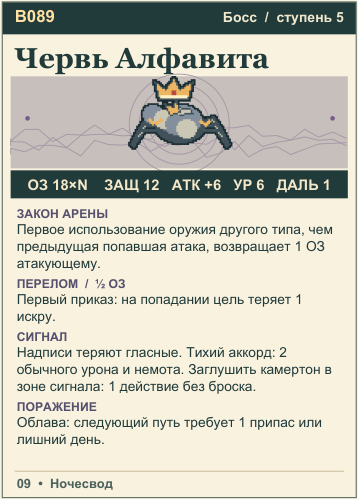 B089
Босс / ступень 5
Червь Алфавита
ОЗ 18×N ЗАЩ 12 АТК +6 УР 6 ДАЛЬ 1
ЗАКОН АРЕНЫ
Первое использование оружия другого типа, чем
предыдущая попавшая атака, возвращает 1 ОЗ
атакующему.
ПЕРЕЛОМ / ½ ОЗ
Первый приказ: на попадании цель теряет 1
искру.
СИГНАЛ
Надписи теряют гласные. Тихий аккорд: 2
обычного урона и немота. Заглушить камертон в
зоне сигнала: 1 действие без броска.
ПОРАЖЕНИЕ
Облава: следующий путь требует 1 припас или
лишний день.
09 • Ночесвод